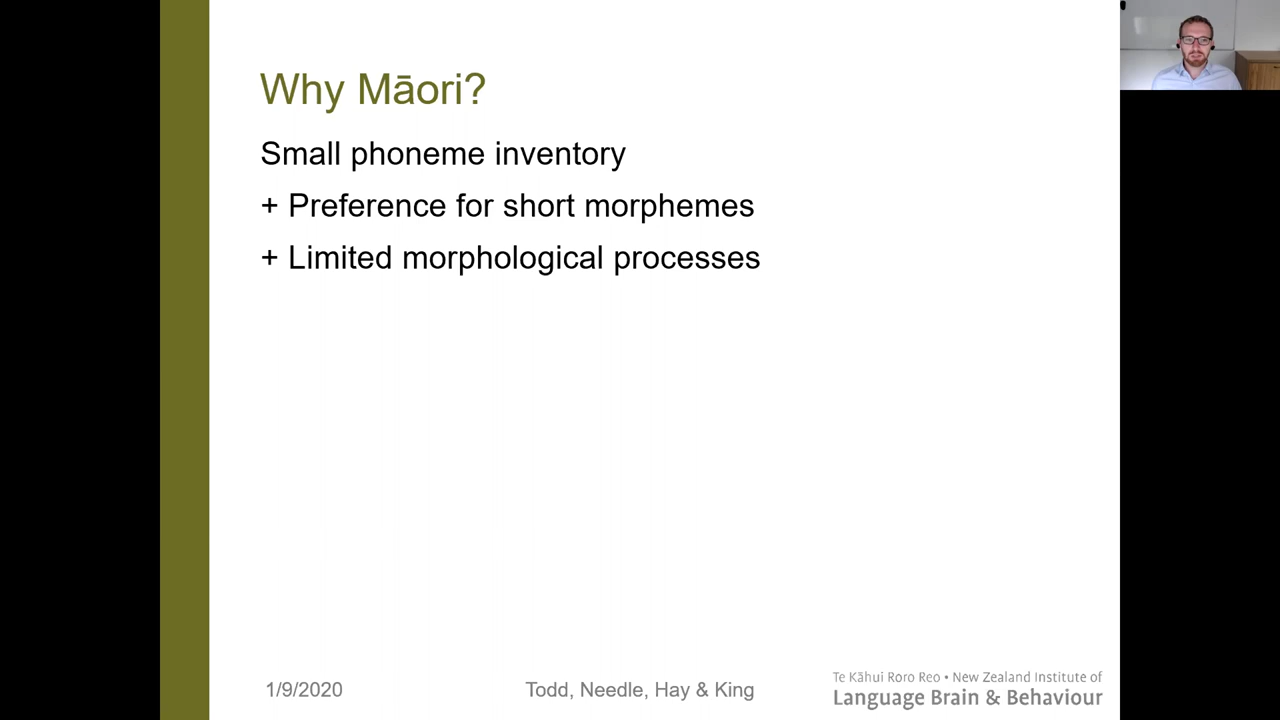 Why Māori?
Small phoneme inventory
+ Preference for short morphemes
+ Limited morphological processes
1/9/2020
Todd, Needle, Hay & King
Te Kāhui Roro Reo • New Zealand Institute of
Language Brain & Behaviour